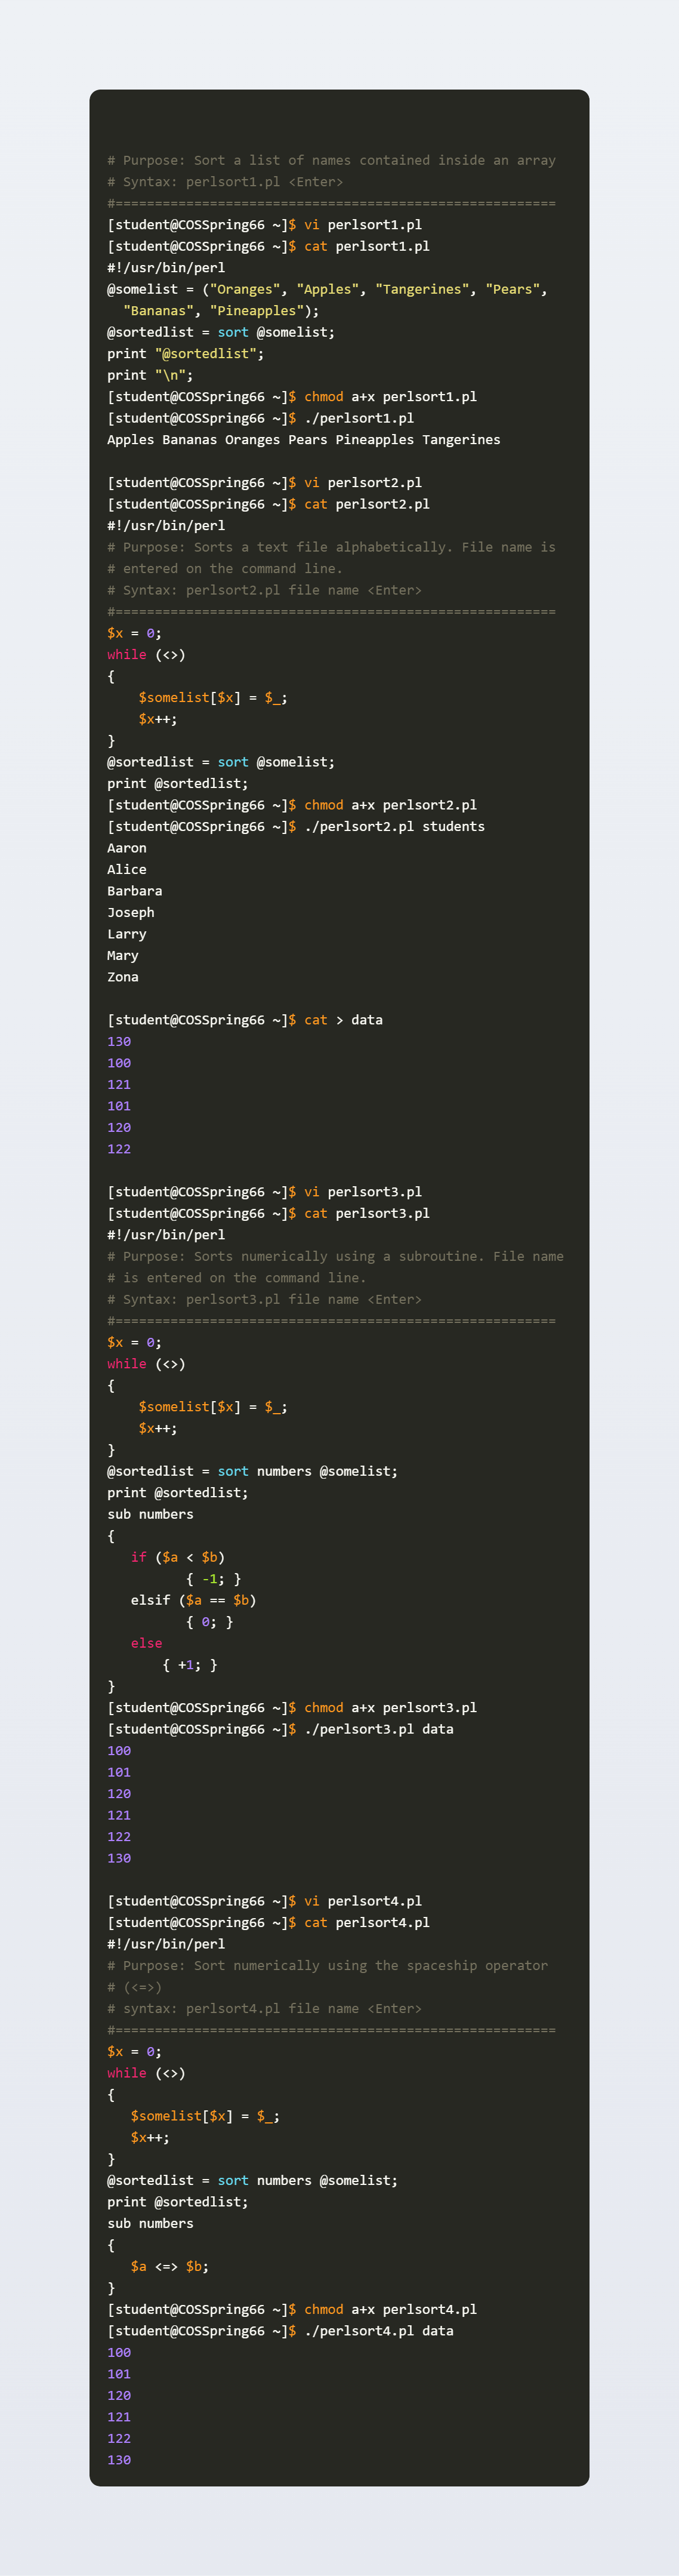 # Purpose: Sort a list of names contained inside an array
# Syntax: perlsort1.pl <Enter>
#========================================================
[student@COSSpring66 ~]$ vi perlsort1.pl
[student@COSSpring66 ~]$ cat perlsort1.pl
#!/usr/bin/perl
@somelist = ("Oranges", "Apples", "Tangerines", "Pears",
  "Bananas", "Pineapples");
@sortedlist = sort @somelist;
print "@sortedlist";
print "\n";
[student@COSSpring66 ~]$ chmod a+x perlsort1.pl
[student@COSSpring66 ~]$ ./perlsort1.pl
Apples Bananas Oranges Pears Pineapples Tangerines

[student@COSSpring66 ~]$ vi perlsort2.pl
[student@COSSpring66 ~]$ cat perlsort2.pl
#!/usr/bin/perl
# Purpose: Sorts a text file alphabetically. File name is
# entered on the command line.
# Syntax: perlsort2.pl file name <Enter>
#========================================================
$x = 0;
while (<>)
{
    $somelist[$x] = $_;
    $x++;
}
@sortedlist = sort @somelist;
print @sortedlist;
[student@COSSpring66 ~]$ chmod a+x perlsort2.pl
[student@COSSpring66 ~]$ ./perlsort2.pl students
Aaron
Alice
Barbara
Joseph
Larry
Mary
Zona

[student@COSSpring66 ~]$ cat > data
130
100
121
101
120
122

[student@COSSpring66 ~]$ vi perlsort3.pl
[student@COSSpring66 ~]$ cat perlsort3.pl
#!/usr/bin/perl
# Purpose: Sorts numerically using a subroutine. File name
# is entered on the command line.
# Syntax: perlsort3.pl file name <Enter>
#========================================================
$x = 0;
while (<>)
{
    $somelist[$x] = $_;
    $x++;
}
@sortedlist = sort numbers @somelist;
print @sortedlist;
sub numbers
{
   if ($a < $b)
          { -1; }
   elsif ($a == $b)
          { 0; }
   else
       { +1; }
}
[student@COSSpring66 ~]$ chmod a+x perlsort3.pl
[student@COSSpring66 ~]$ ./perlsort3.pl data
100
101
120
121
122
130

[student@COSSpring66 ~]$ vi perlsort4.pl
[student@COSSpring66 ~]$ cat perlsort4.pl
#!/usr/bin/perl
# Purpose: Sort numerically using the spaceship operator
# (<=>)
# syntax: perlsort4.pl file name <Enter>
#========================================================
$x = 0;
while (<>)
{
   $somelist[$x] = $_;
   $x++;
}
@sortedlist = sort numbers @somelist;
print @sortedlist;
sub numbers
{
   $a <=> $b;
}
[student@COSSpring66 ~]$ chmod a+x perlsort4.pl
[student@COSSpring66 ~]$ ./perlsort4.pl data
100
101
120
121
122
130